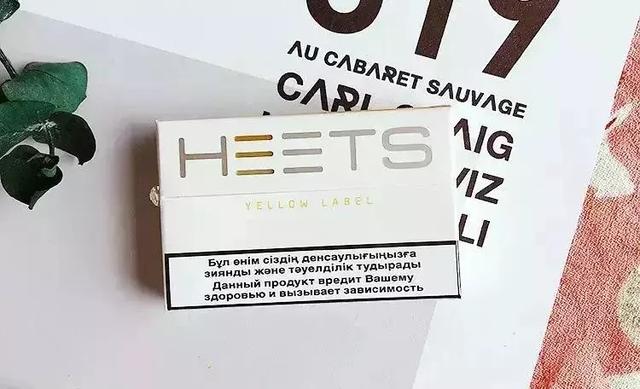 AU CABARET SAUVAGE
HEETS
YELLOW LABEL
Бұл өнім сіздің денсаулығыңызға
зиянды және тәуелділік тудырады
Данный продукт вредит Вашему
здоровью и вызывает зависимость